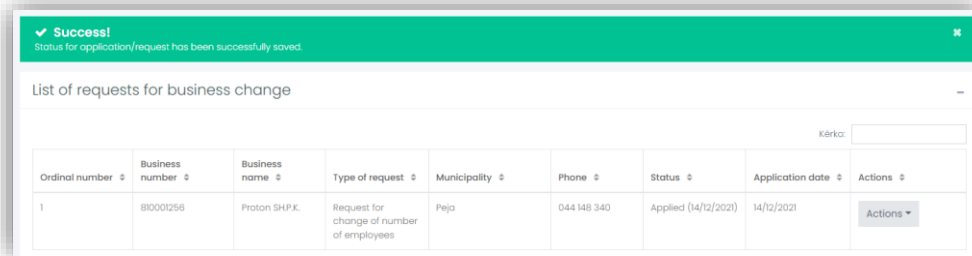 ✔ Success!
Status for application/request has been successfully saved.
List of requests for business change
Kërko:
Ordinal number
Business number
Business name
Type of request
Municipality
Phone
Status
Application date
Actions
1
810001256
Proton SH.P.K.
Request for
change of number
of employees
Peja
044 148 340
Applied (14/12/2021)
14/12/2021
Actions